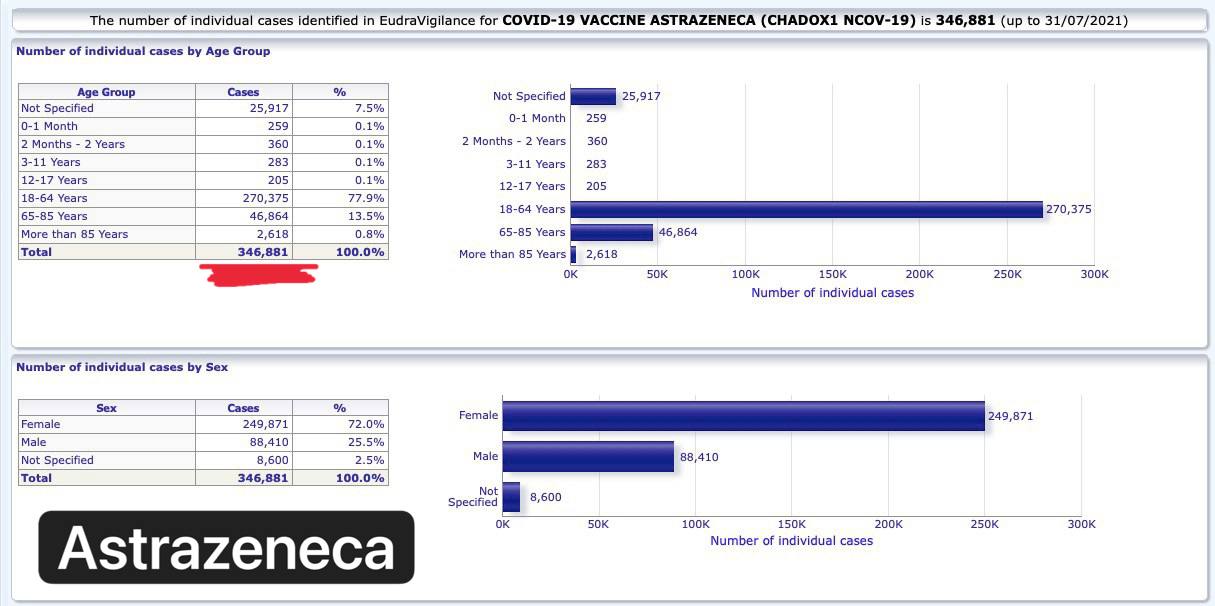 The number of individual cases identified in EudraVigilance for COVID-19 VACCINE ASTRAZENECA (CHADOX1 NCOV-19) is 346,881 (up to 31/07/2021)
Number of individual cases by Age Group
Age Group Cases %
Not Specified 25,917 7.5%
0-1 Month 259 0.1%
2 Months - 2 Years 360 0.1%
3-11 Years 283 0.1%
12-17 Years 205 0.1%
18-64 Years 270,375 77.9%
65-85 Years 46,864 13.5%
More than 85 Years 2,618 0.8%
Total 346,881 100.0%
Not Specified 25,917
0-1 Month 259
2 Months - 2 Years 360
3-11 Years 283
12-17 Years 205
18-64 Years 270,375
65-85 Years 46,864
More than 85 Years 2,618
0K 50K 100K 150K 200K 250K 300K
Number of individual cases
Number of individual cases by Sex
Sex Cases %
Female 249,871 72.0%
Male 88,410 25.5%
Not Specified 8,600 2.5%
Total 346,881 100.0%
Female 249,871
Male 88,410
Not
Specified 8,600
0K 50K 100K 150K 200K 250K 300K
Number of individual cases
Astrazeneca